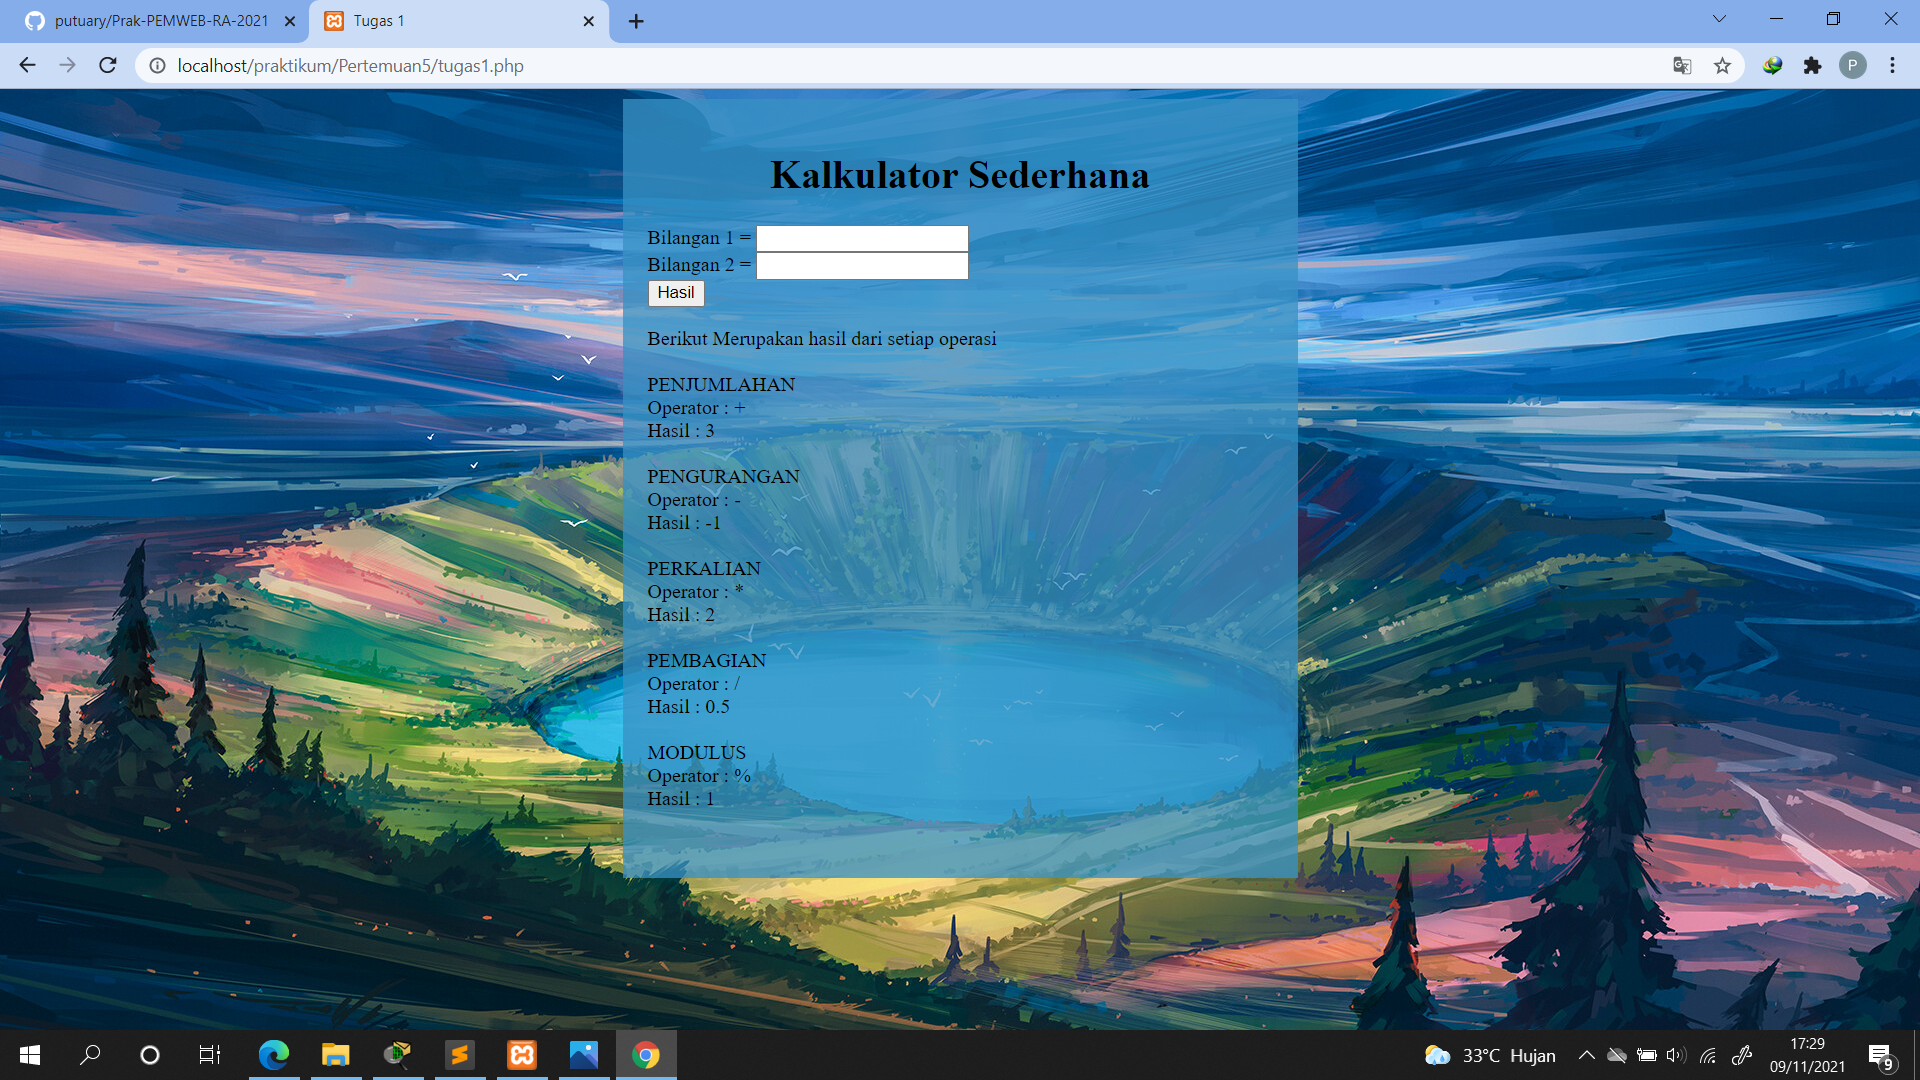 putuary/Prak-PEMWEB-RA-2021
Tugas 1
localhost/praktikum/Pertemuan5/tugas1.php
P
Kalkulator Sederhana
Bilangan 1 =
Bilangan 2 =
Hasil
Berikut Merupakan hasil dari setiap operasi
PENJUMLAHAN
Operator : +
Hasil : 3
PENGURANGAN
Operator : -
Hasil : -1
PERKALIAN
Operator : *
Hasil : 2
PEMBAGIAN
Operator : /
Hasil : 0.5
MODULUS
Operator : %
Hasil : 1
33°C Hujan
17:29
09/11/2021
9